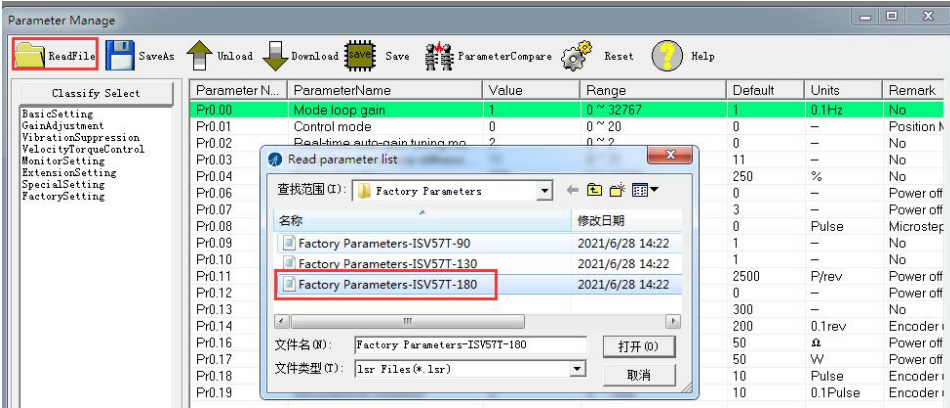 Parameter Manage
ReadFile SaveAs Unload Download save Save ParameterCompare Reset Help
Classify Select
BasicSetting
GainAdjustment
VibrationSuppression
VelocityTorqueControl
MonitorSetting
ExtensionSetting
SpecialSetting
FactorySetting
Parameter N... ParameterName Value Range Default Units Remark
Pr0.00 Mode loop gain 1 0 ~ 32767 1 0.1Hz No
Pr0.01 Control mode 0 0 ~ 20 0 – Position
Pr0.02 Real-time auto-gain tuning mo... 2 0 ~ 2 0 – No
Pr0.03 11 – No
Pr0.04 250 % No
Pr0.06 0 – Power off
Pr0.07 3 – Power off
Pr0.08 0 Pulse Microstep
Pr0.09 1 – No
Pr0.10 1 – No
Pr0.11 2500 P/rev Power off
Pr0.12 0 – Power off
Pr0.13 300 – No
Pr0.14 200 0.1rev Encoder
Pr0.16 50 Ω Power off
Pr0.17 50 W Power off
Pr0.18 10 Pulse Encoder
Pr0.19 10 0.1Pulse Encoder
Read parameter list
查找范围(I): Factory Parameters
名称 修改日期
Factory Parameters-ISV57T-90 2021/6/28 14:22
Factory Parameters-ISV57T-130 2021/6/28 14:22
Factory Parameters-ISV57T-180 2021/6/28 14:22
文件名(N): Factory Parameters-ISV57T-180 打开(O)
文件类型(T): lsr Files(*.lsr) 取消